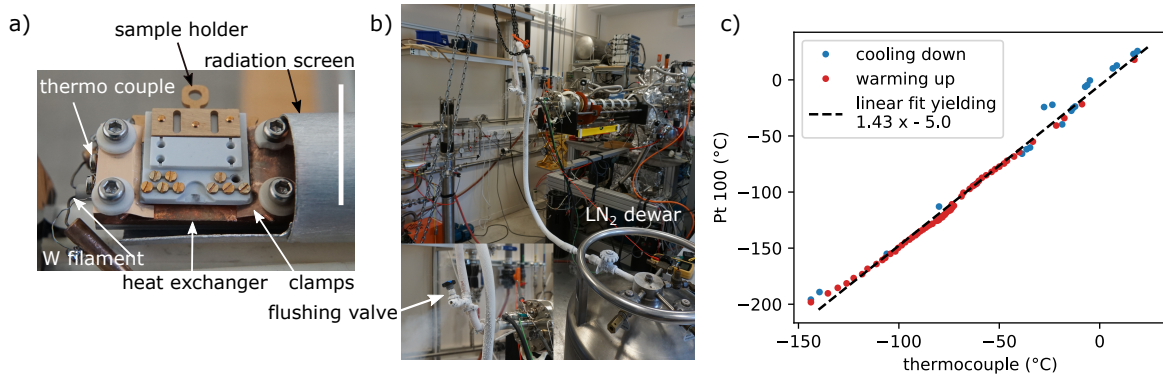 a)
sample holder
radiation screen
thermo couple
W filament
heat exchanger
clamps
b)
LN₂ dewar
flushing valve
c)
cooling down
warming up
linear fit yielding
1.43 x - 5.0
Pt 100 (°C)
0
−50
−100
−150
−200
−150
−100
−50
0
thermocouple (°C)